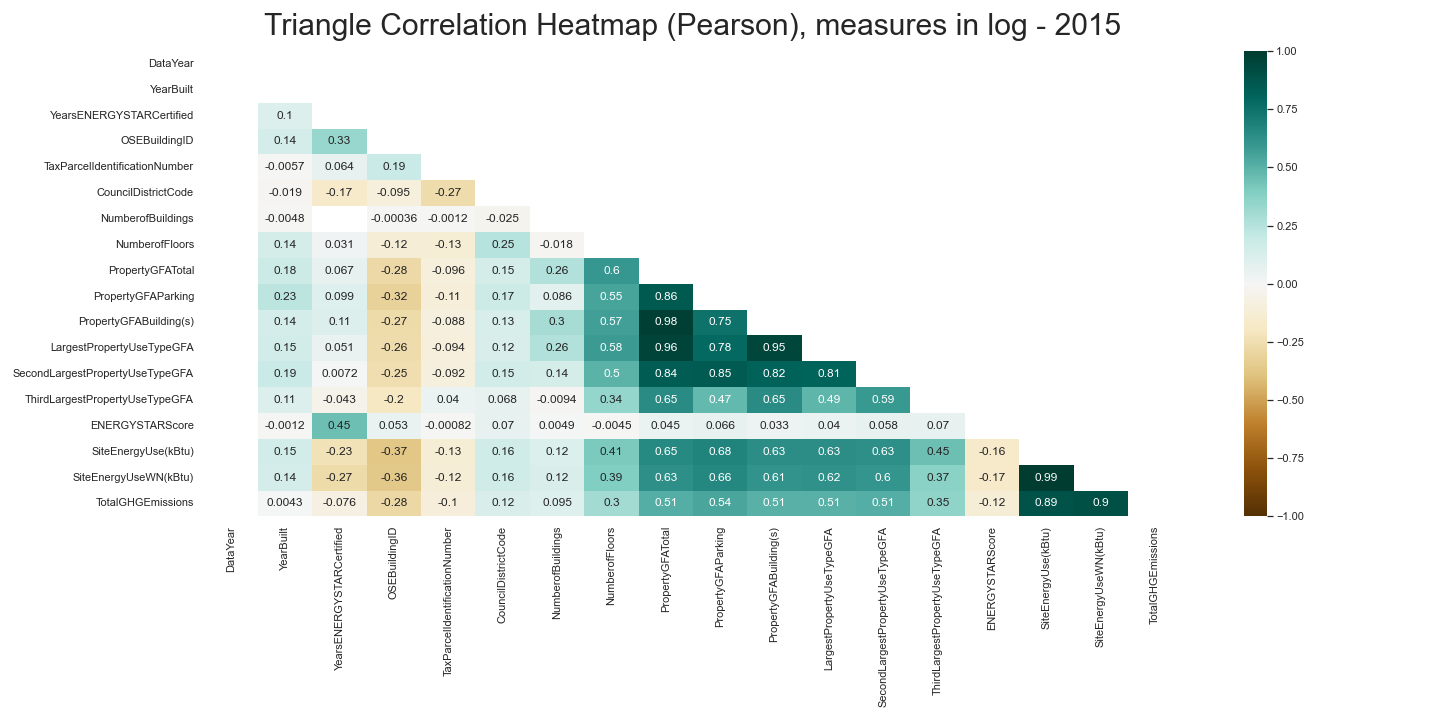 Triangle Correlation Heatmap (Pearson), measures in log - 2015
DataYear
YearBuilt
YearsENERGYSTARCertified 0.1
OSEBuildingID 0.14 0.33
TaxParcelIdentificationNumber -0.0057 0.064 0.19
CouncilDistrictCode -0.019 -0.17 -0.095 -0.27
NumberofBuildings -0.0048 -0.00036 -0.0012 -0.025
NumberofFloors 0.14 0.031 -0.12 -0.13 0.25 -0.018
PropertyGFATotal 0.18 0.067 -0.28 -0.096 0.15 0.26 0.6
PropertyGFAParking 0.23 0.099 -0.32 -0.11 0.17 0.086 0.55 0.86
PropertyGFABuilding(s) 0.14 0.11 -0.27 -0.088 0.13 0.3 0.57 0.98 0.75
LargestPropertyUseTypeGFA 0.15 0.051 -0.26 -0.094 0.12 0.26 0.58 0.96 0.78 0.95
SecondLargestPropertyUseTypeGFA 0.19 0.0072 -0.25 -0.092 0.15 0.14 0.5 0.84 0.85 0.82 0.81
ThirdLargestPropertyUseTypeGFA 0.11 -0.043 -0.2 0.04 0.068 -0.0094 0.34 0.65 0.47 0.65 0.49 0.59
ENERGYSTARScore -0.0012 0.45 0.053 -0.00082 0.07 0.0049 -0.0045 0.045 0.066 0.033 0.04 0.058 0.07
SiteEnergyUse(kBtu) 0.15 -0.23 -0.37 -0.13 0.16 0.12 0.41 0.65 0.68 0.63 0.63 0.63 0.45 -0.16
SiteEnergyUseWN(kBtu) 0.14 -0.27 -0.36 -0.12 0.16 0.12 0.39 0.63 0.66 0.61 0.62 0.6 0.37 -0.17 0.99
TotalGHGEmissions 0.0043 -0.076 -0.28 -0.1 0.12 0.095 0.3 0.51 0.54 0.51 0.51 0.51 0.35 -0.12 0.89 0.9
DataYear
YearBuilt
YearsENERGYSTARCertified
OSEBuildingID
TaxParcelIdentificationNumber
CouncilDistrictCode
NumberofBuildings
NumberofFloors
PropertyGFATotal
PropertyGFAParking
PropertyGFABuilding(s)
LargestPropertyUseTypeGFA
SecondLargestPropertyUseTypeGFA
ThirdLargestPropertyUseTypeGFA
ENERGYSTARScore
SiteEnergyUse(kBtu)
SiteEnergyUseWN(kBtu)
TotalGHGEmissions
1.00
0.75
0.50
0.25
0.00
−0.25
−0.50
−0.75
−1.00